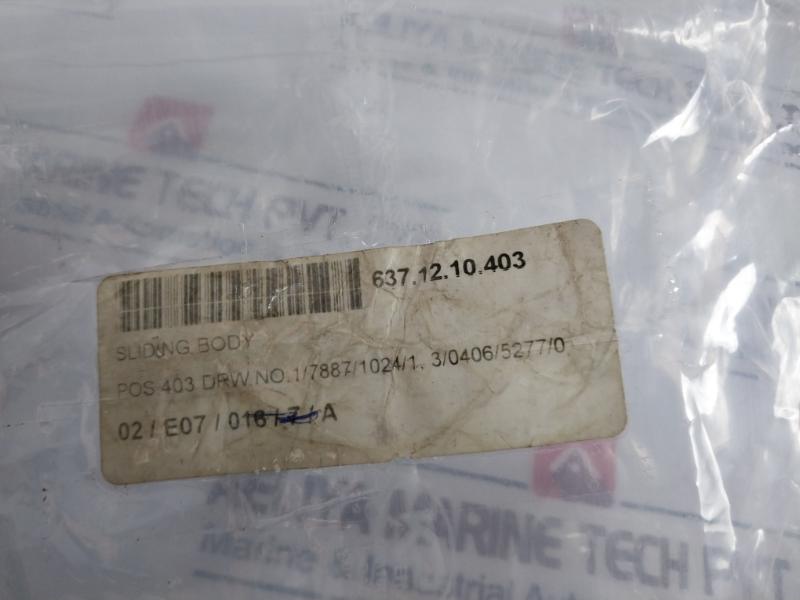 MARINE TECH PVT
637.12.10.403
SLIDING BODY
POS 403 DRW.NO.1/7887/1024/1, 3/0406/5277/0
02 / E07 / 016 / 7 / A
MARINE TECH PVT
Marine & Industrial